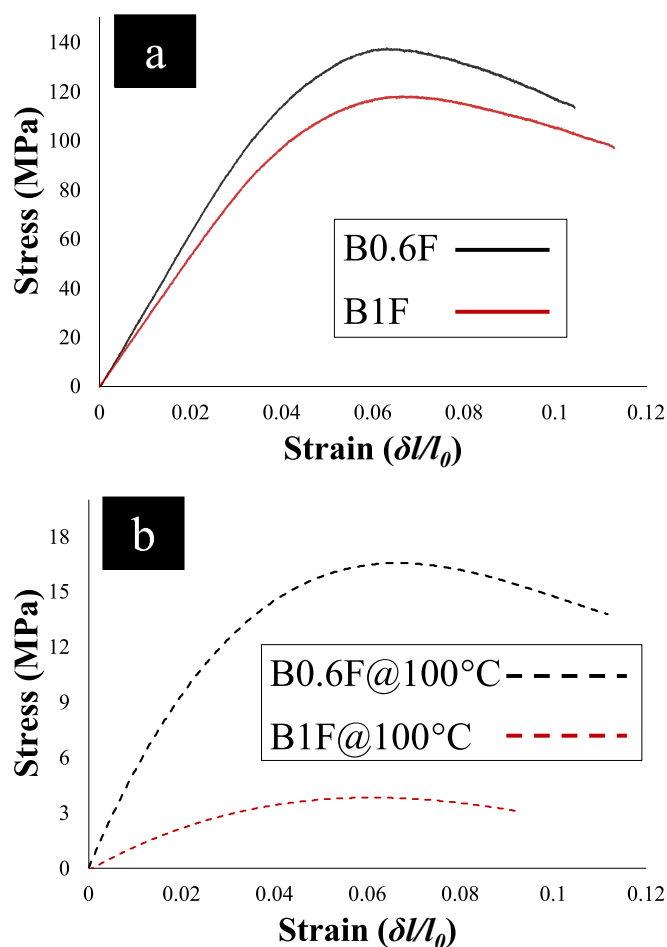 a
Stress (MPa)
140
120
100
80
60
40
20
0
B0.6F
B1F
0 0.02 0.04 0.06 0.08 0.1 0.12
Strain (δl/l₀)
b
Stress (MPa)
18
15
12
9
6
3
0
B0.6F@100°C
B1F@100°C
0 0.02 0.04 0.06 0.08 0.1 0.12
Strain (δl/l₀)